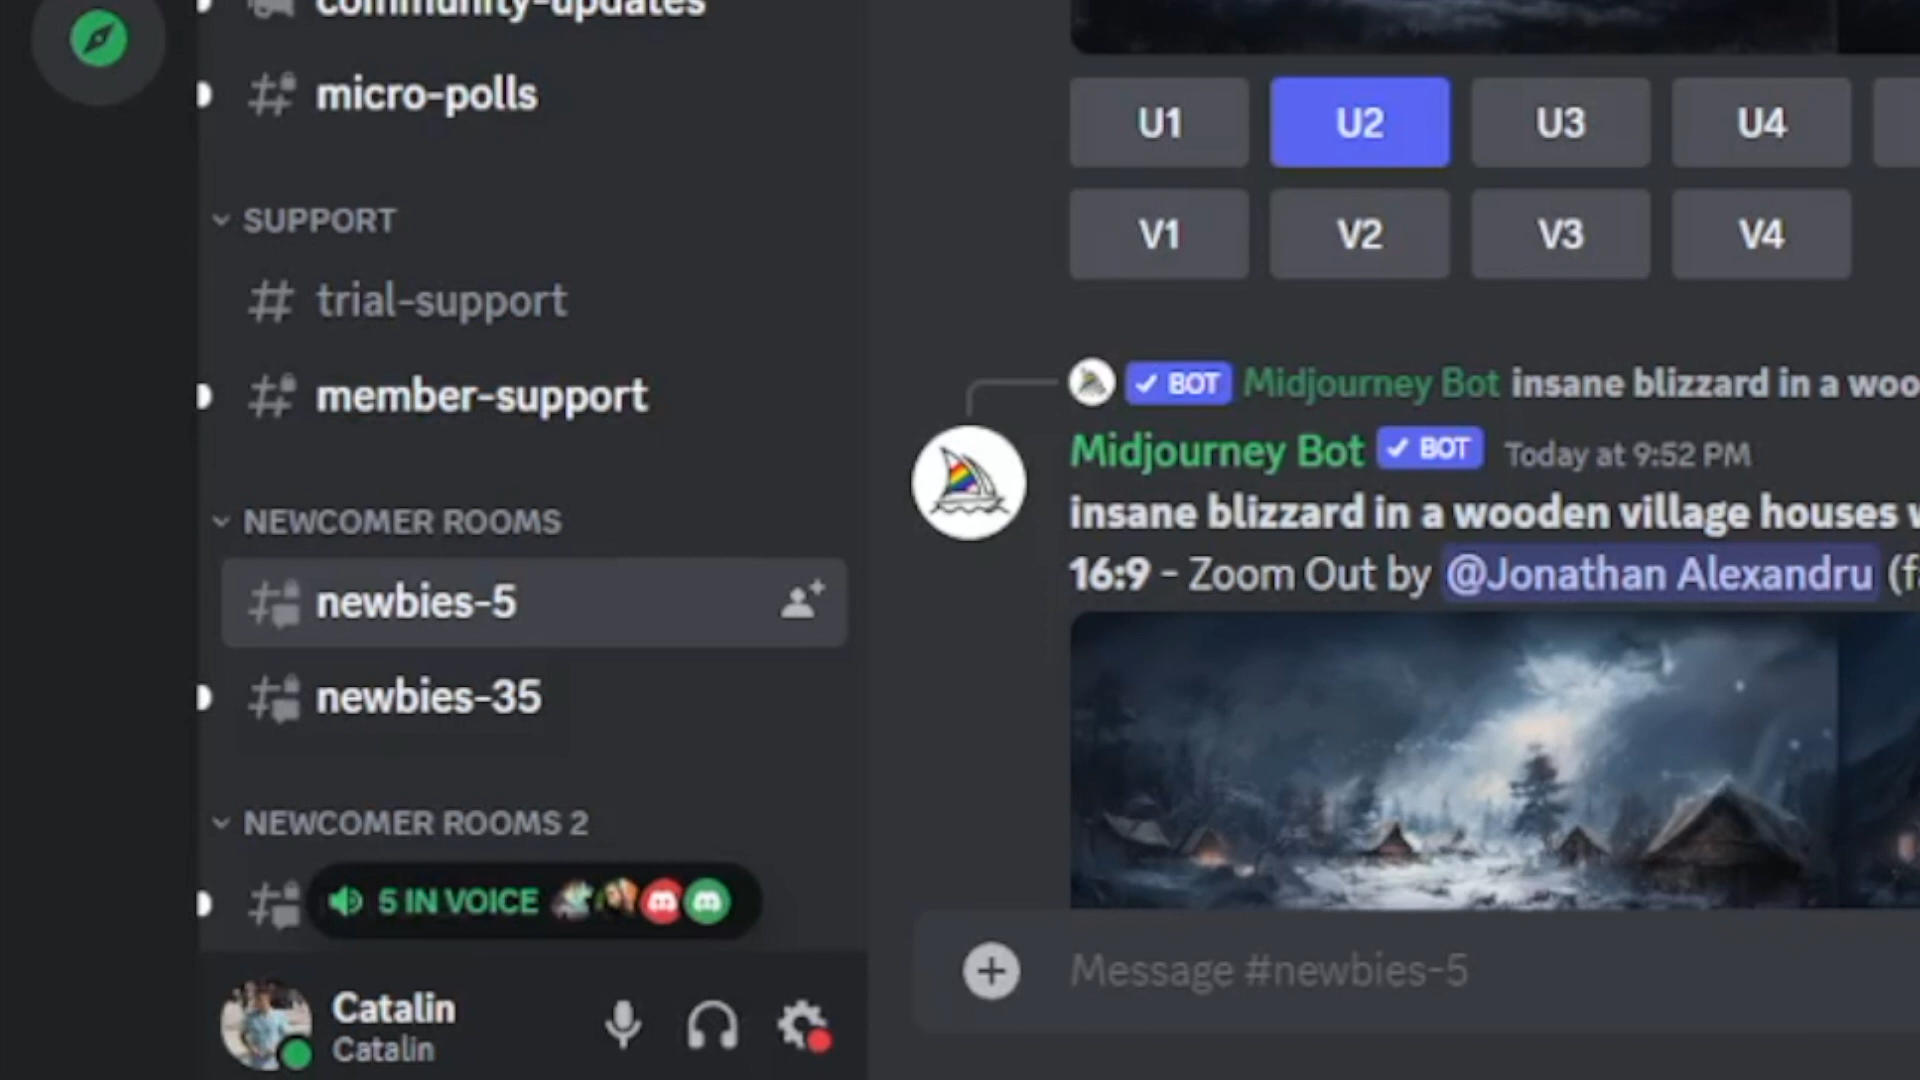 community-updates
micro-polls
SUPPORT
trial-support
member-support
NEWCOMER ROOMS
newbies-5
newbies-35
NEWCOMER ROOMS 2
5 IN VOICE
Catalin
Catalin
U1 U2 U3 U4
V1 V2 V3 V4
BOT Midjourney Bot insane blizzard in a
Midjourney Bot BOT Today at 9:52 PM
insane blizzard in a wooden village houses
16:9 - Zoom Out by @Jonathan Alexandru
Message #newbies-5